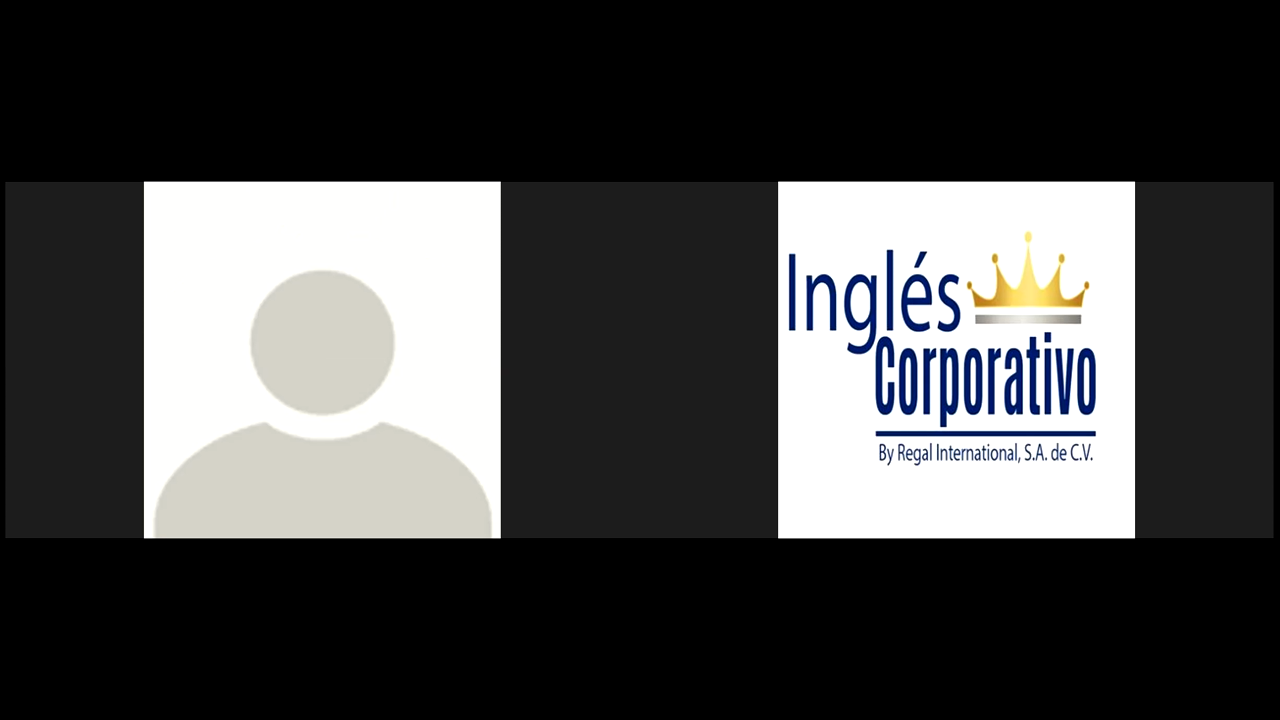 Inglés
Corporativo
By Regal International, S.A. de C.V.